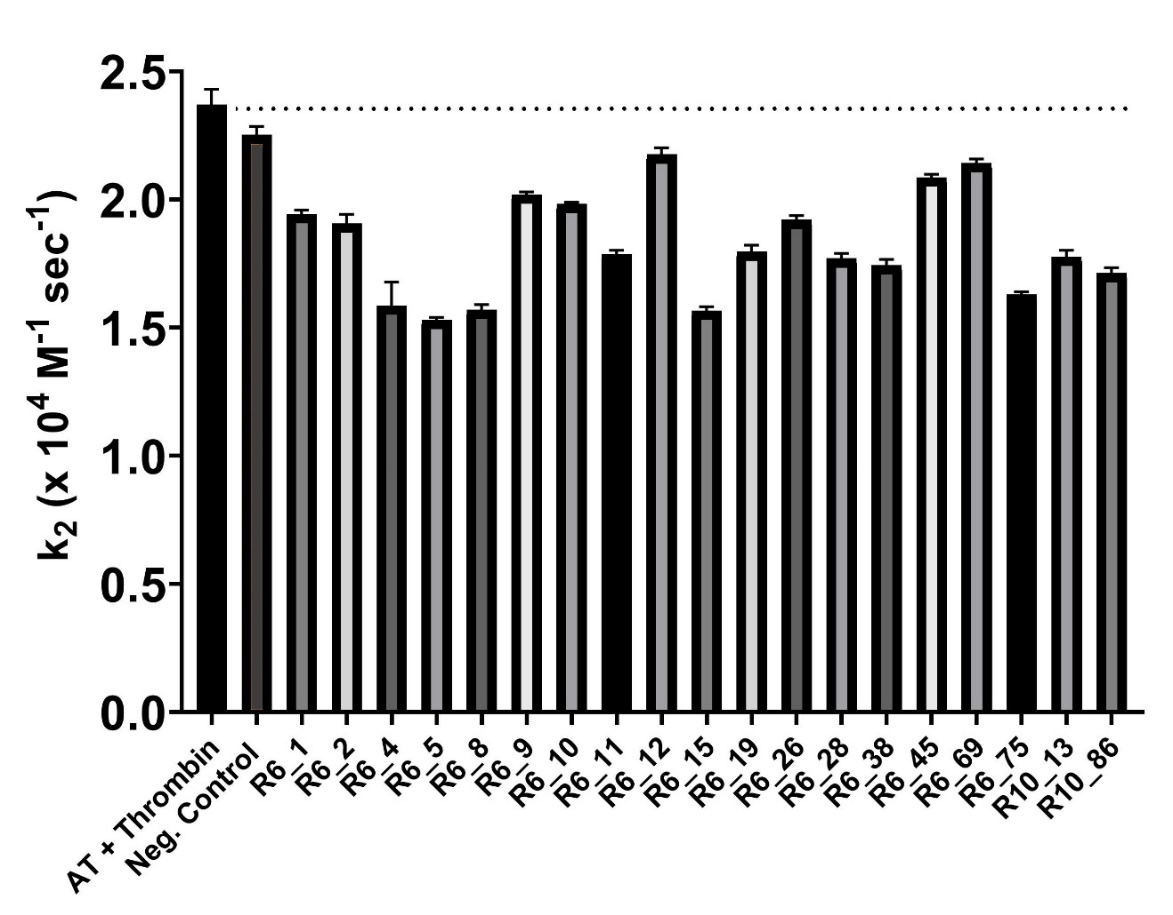 2.5
2.0
1.5
1.0
0.5
0.0
k2 (x 10^4 M^-1 sec^-1)
AT + Thrombin
Neg. Control
R6_1
R6_2
R6_4
R6_5
R6_8
R6_9
R6_10
R6_11
R6_12
R6_15
R6_19
R6_26
R6_28
R6_38
R6_45
R6_69
R6_75
R10_13
R10_86